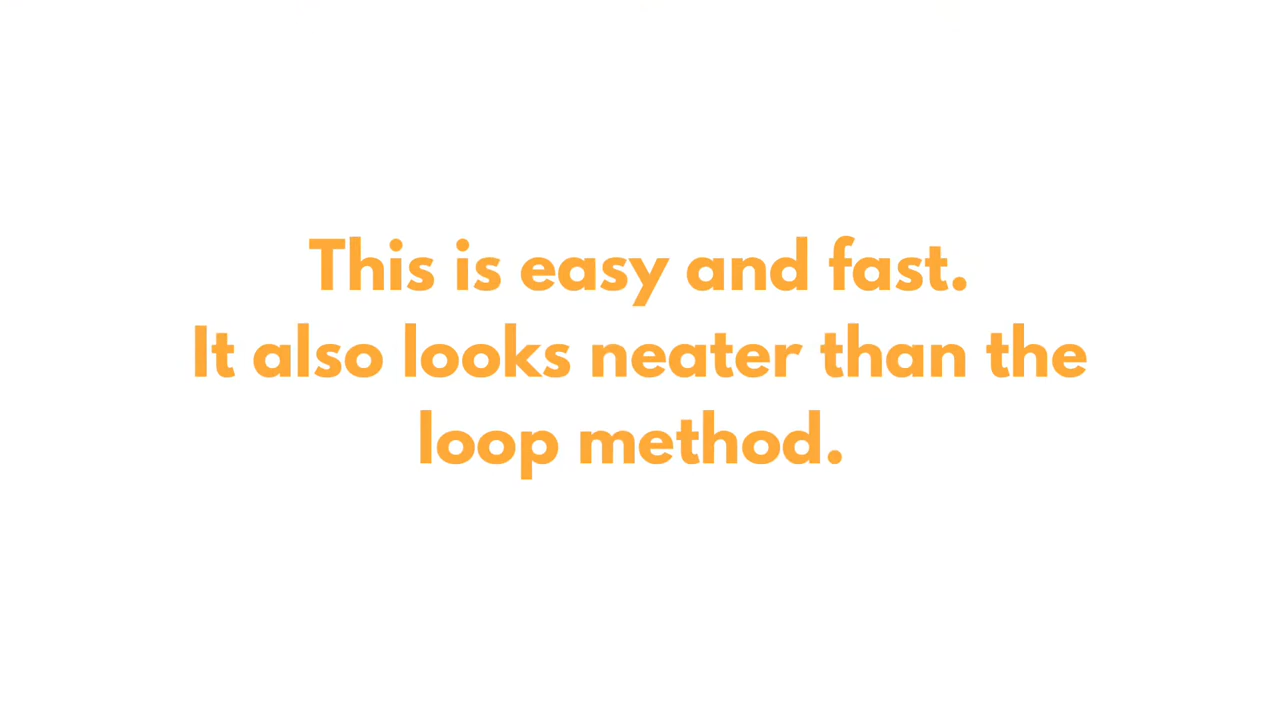 This is easy and fast.
It also looks neater than the
loop method.